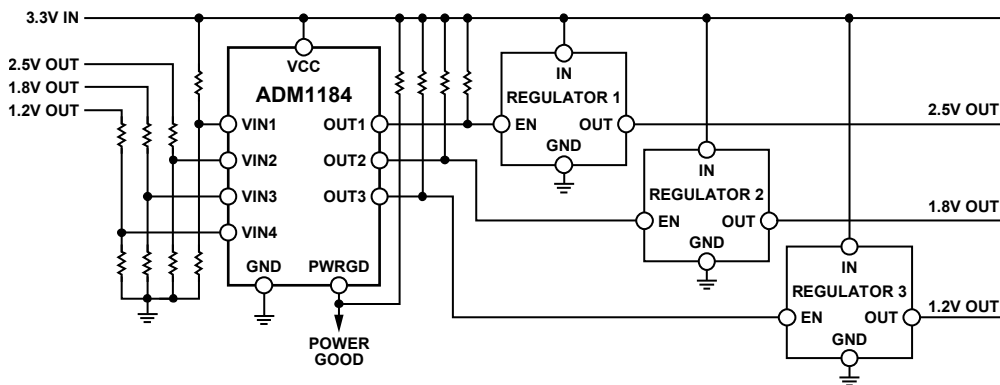 3.3V IN
2.5V OUT
1.8V OUT
1.2V OUT
VCC
ADM1184
VIN1
VIN2
VIN3
VIN4
OUT1
OUT2
OUT3
GND
PWRGD
POWER
GOOD
IN
REGULATOR 1
EN
OUT
GND
2.5V OUT
IN
REGULATOR 2
EN
OUT
GND
1.8V OUT
IN
REGULATOR 3
EN
OUT
GND
1.2V OUT